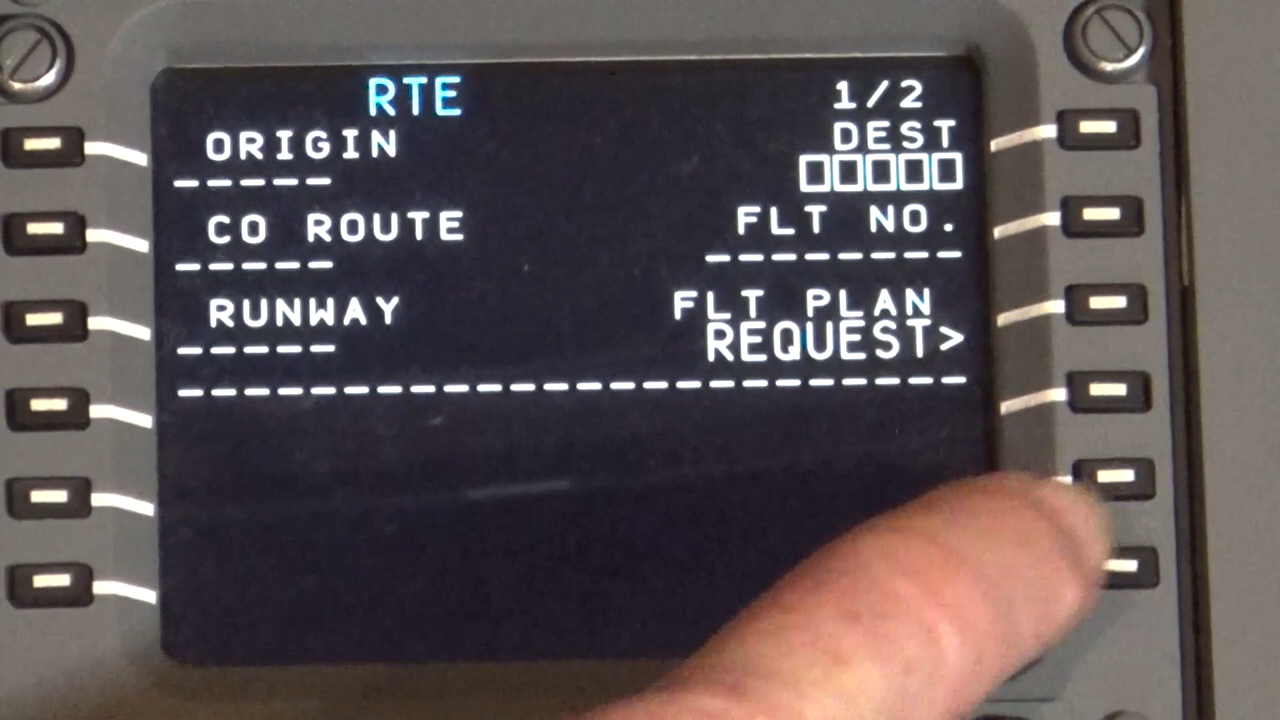 RTE 1/2
ORIGIN DEST
----- □□□□□
CO ROUTE FLT NO.
----- --------
RUNWAY FLT PLAN
----- REQUEST>
------------------------